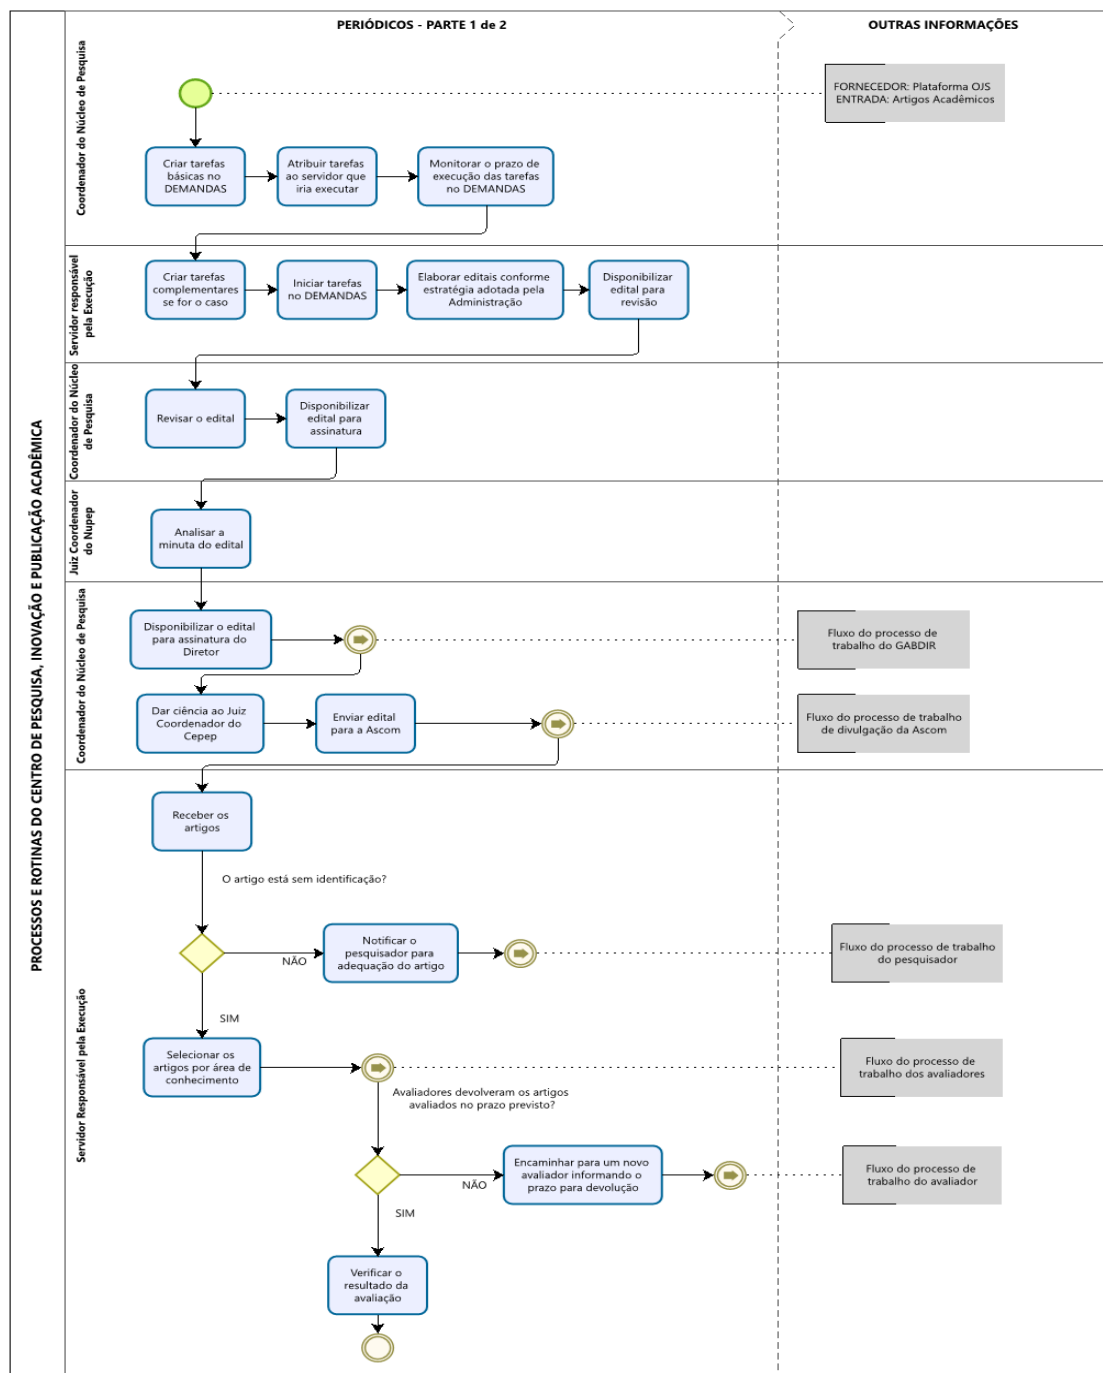 PERIÓDICOS - PARTE 1 de 2
OUTRAS INFORMAÇÕES
PROCESSOS E ROTINAS DO CENTRO DE PESQUISA, INOVAÇÃO E PUBLICAÇÃO ACADÊMICA
Coordenador do Núcleo de Pesquisa
FORNECEDOR: Plataforma OJS
ENTRADA: Artigos Acadêmicos
Criar tarefas
básicas no
DEMANDAS
Atribuir tarefas
ao servidor que
iria executar
Monitorar o prazo de
execução das tarefas
no DEMANDAS
Servidor responsável
pela Execução
Criar tarefas
complementares
se for o caso
Iniciar tarefas
no DEMANDAS
Elaborar editais conforme
estratégia adotada pela
Administração
Disponibilizar
edital para
revisão
Coordenador do Núcleo
de Pesquisa
Revisar o edital
Disponibilizar
edital para
assinatura
Juiz Coordenador
do Nupep
Analisar a
minuta do edital
Coordenador do Núcleo de Pesquisa
Disponibilizar o edital
para assinatura do
Diretor
Fluxo do processo de
trabalho do GABDIR
Dar ciência ao Juiz
Coordenador do
Cepep
Enviar edital
para a Ascom
Fluxo do processo de trabalho
de divulgação da Ascom
Servidor Responsável pela Execução
Receber os
artigos
O artigo está sem identificação?
NÃO
Notificar o
pesquisador para
adequação do artigo
Fluxo do processo de trabalho
do pesquisador
SIM
Selecionar os
artigos por área de
conhecimento
Fluxo do processo de
trabalho dos avaliadores
Avaliadores devolveram os artigos
avaliados no prazo previsto?
NÃO
Encaminhar para um novo
avaliador informando o
prazo para devolução
Fluxo do processo de
trabalho do avaliador
SIM
Verificar o
resultado da
avaliação